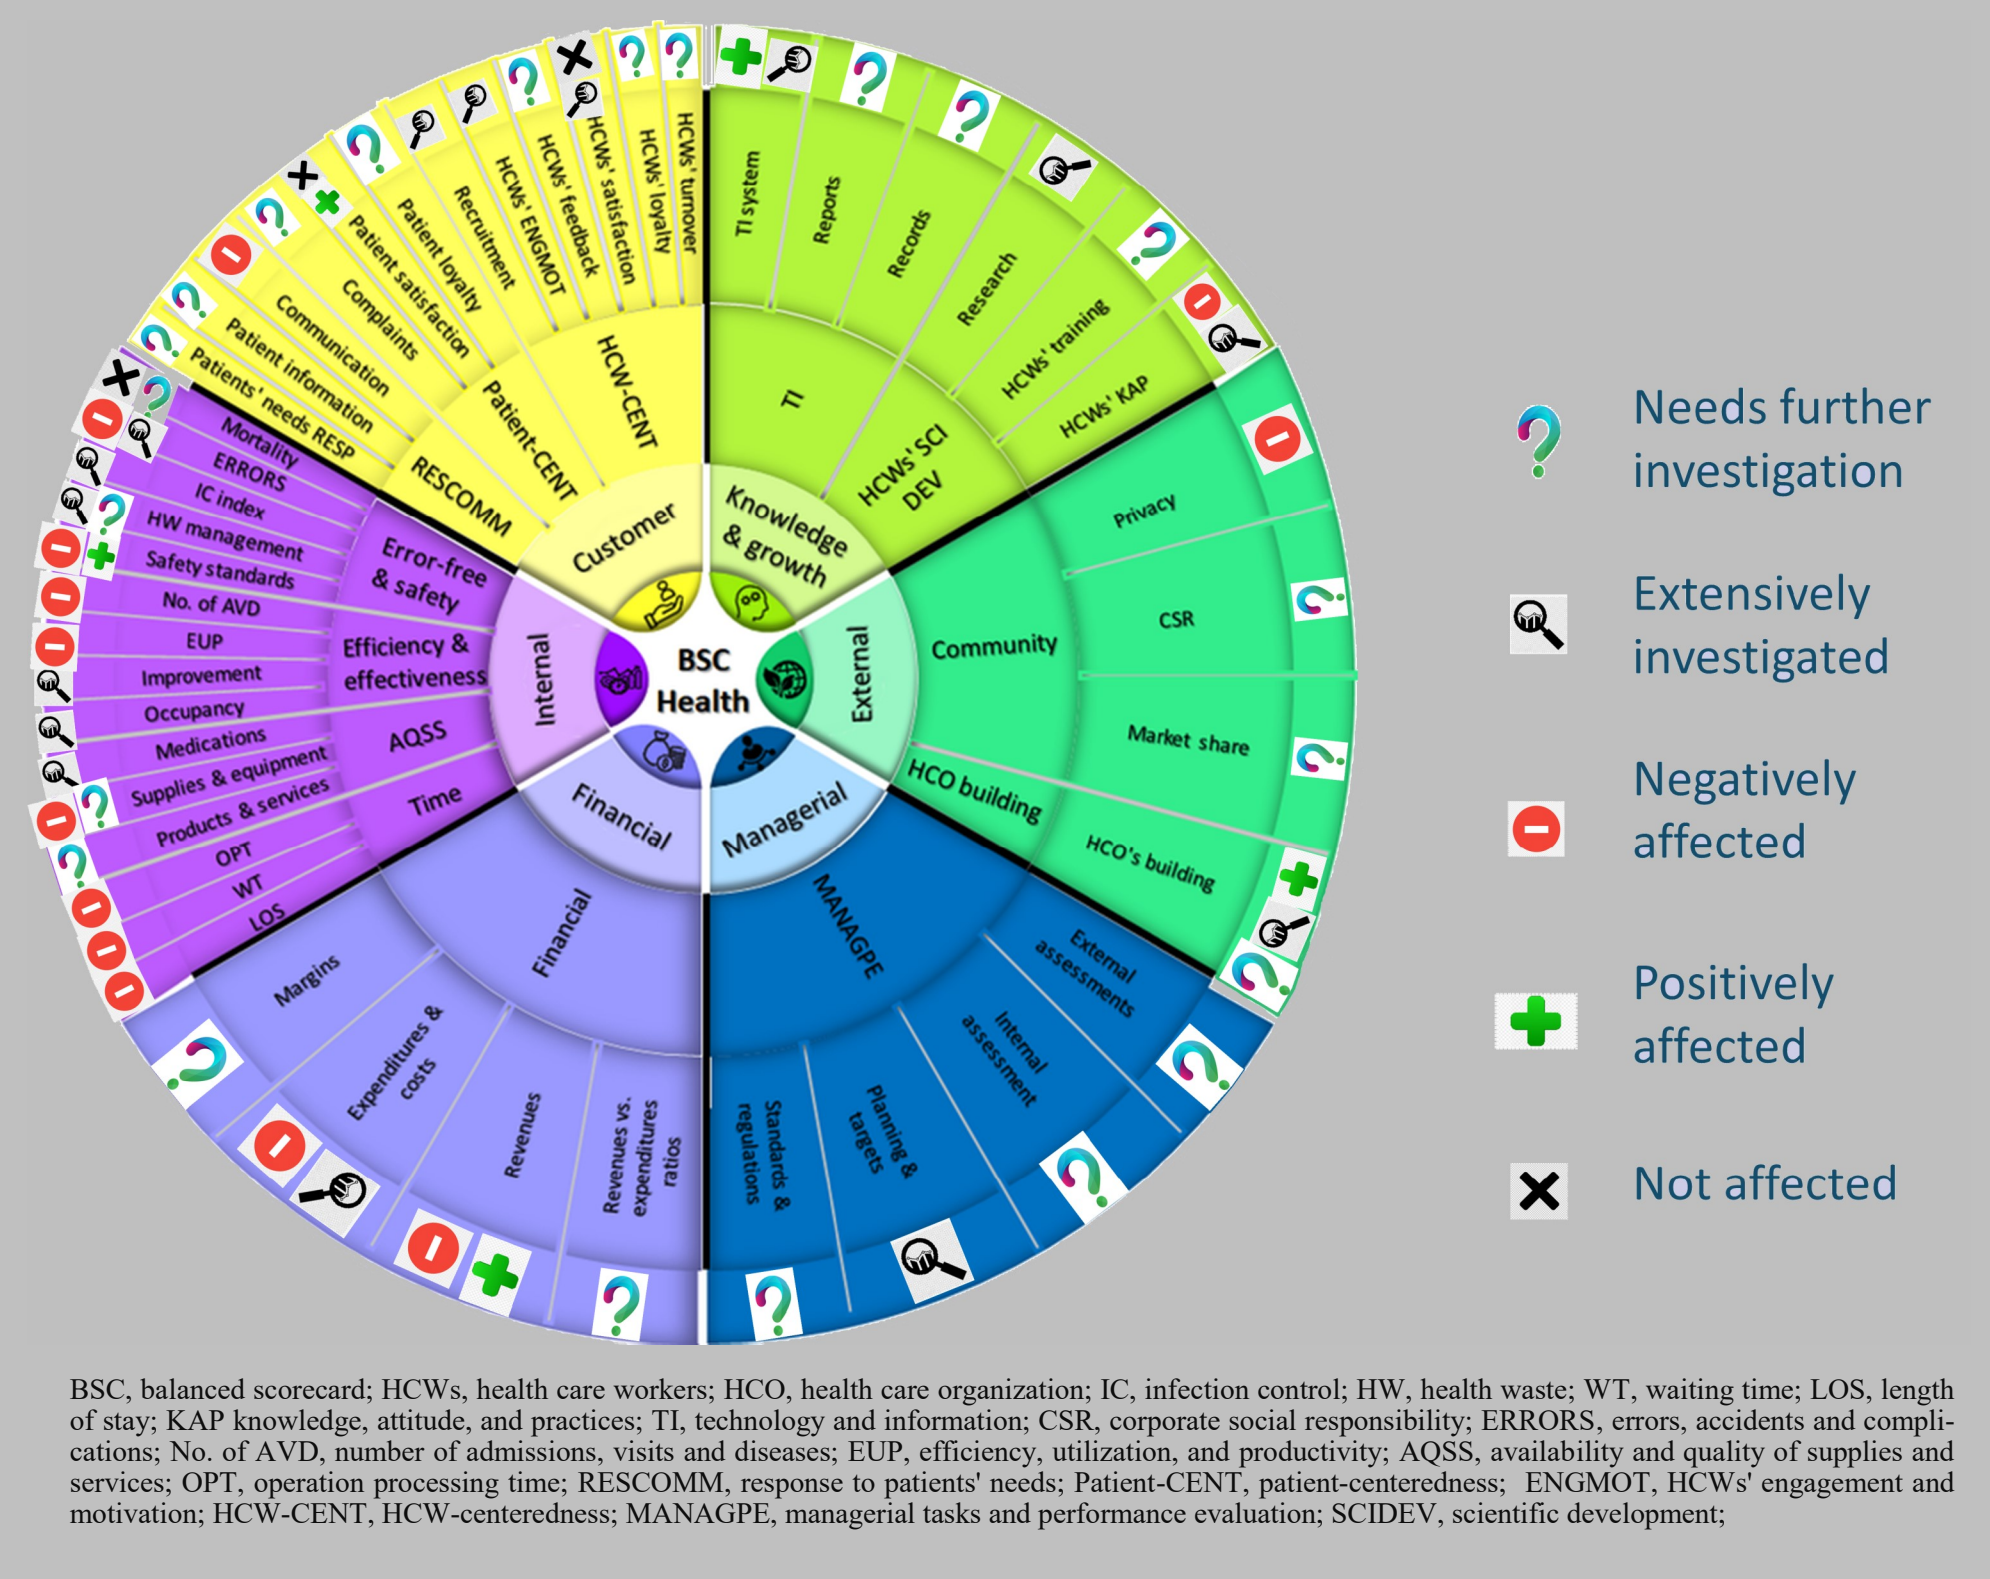 BSC
Health
Customer
Knowledge
& growth
External
Managerial
Financial
Internal
RESCOMM
Patient-CENT
HCW-CENT
TI
HCWs' SCI
DEV
Community
HCO building
MANAGPE
Financial
Time
AQSS
Efficiency &
effectiveness
Error-free
& safety
Patients' needs RESP
Patient information
Communication
Complaints
Patient satisfaction
Patient loyalty
Recruitment
HCWs' ENGMOT
HCWs' feedback
HCWs' satisfaction
HCWs' loyalty
HCWs' turnover
TI system
Reports
Records
Research
HCWs' training
HCWs' KAP
Privacy
CSR
Market share
HCO's building
External
assessments
Internal
assessment
Planning &
targets
Standards &
regulations
Revenues vs.
expenditures
ratios
Revenues
Expenditures &
costs
Margins
LOS
WT
OPT
Products & services
Supplies & equipment
Medications
Occupancy
Improvement
EUP
No. of AVD
Safety standards
HW management
IC index
ERRORS
Mortality
Needs further
investigation
Extensively
investigated
Negatively
affected
Positively
affected
Not affected
BSC, balanced scorecard; HCWs, health care workers; HCO, health care organization; IC, infection control; HW, health waste; WT, waiting time; LOS, length
of stay; KAP knowledge, attitude, and practices; TI, technology and information; CSR, corporate social responsibility; ERRORS, errors, accidents and compli-
cations; No. of AVD, number of admissions, visits and diseases; EUP, efficiency, utilization, and productivity; AQSS, availability and quality of supplies and
services; OPT, operation processing time; RESCOMM, response to patients' needs; Patient-CENT, patient-centeredness; ENGMOT, HCWs' engagement and
motivation; HCW-CENT, HCW-centeredness; MANAGPE, managerial tasks and performance evaluation; SCIDEV, scientific development;